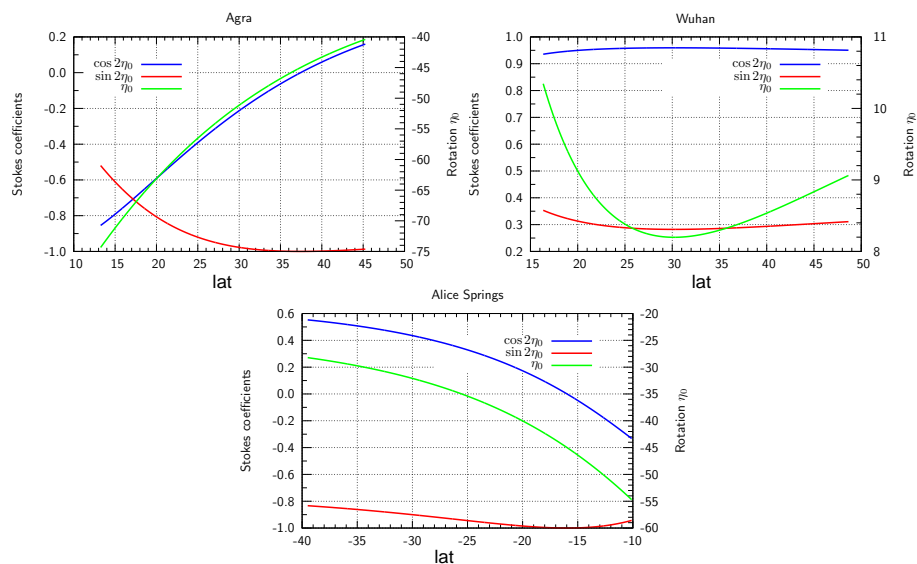 Agra
Stokes coefficients
0.2
0.0
-0.2
-0.4
-0.6
-0.8
-1.0
cos 2η₀
sin 2η₀
η₀
-40
-45
-50
-55
-60
-65
-70
-75
Rotation η₀
10 15 20 25 30 35 40 45 50
lat
Wuhan
Stokes coefficients
1.0
0.9
0.8
0.7
0.6
0.5
0.4
0.3
0.2
cos 2η₀
sin 2η₀
η₀
11
10
9
8
Rotation η₀
15 20 25 30 35 40 45 50
lat
Alice Springs
Stokes coefficients
0.6
0.4
0.2
0.0
-0.2
-0.4
-0.6
-0.8
-1.0
cos 2η₀
sin 2η₀
η₀
-20
-25
-30
-35
-40
-45
-50
-55
-60
Rotation η₀
-40 -35 -30 -25 -20 -15 -10
lat